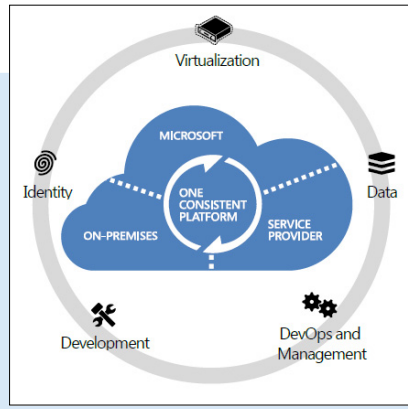 Virtualization
MICROSOFT
Identity
ONE
CONSISTENT
PLATFORM
Data
ON-PREMISES
SERVICE
PROVIDER
Development
DevOps and
Management